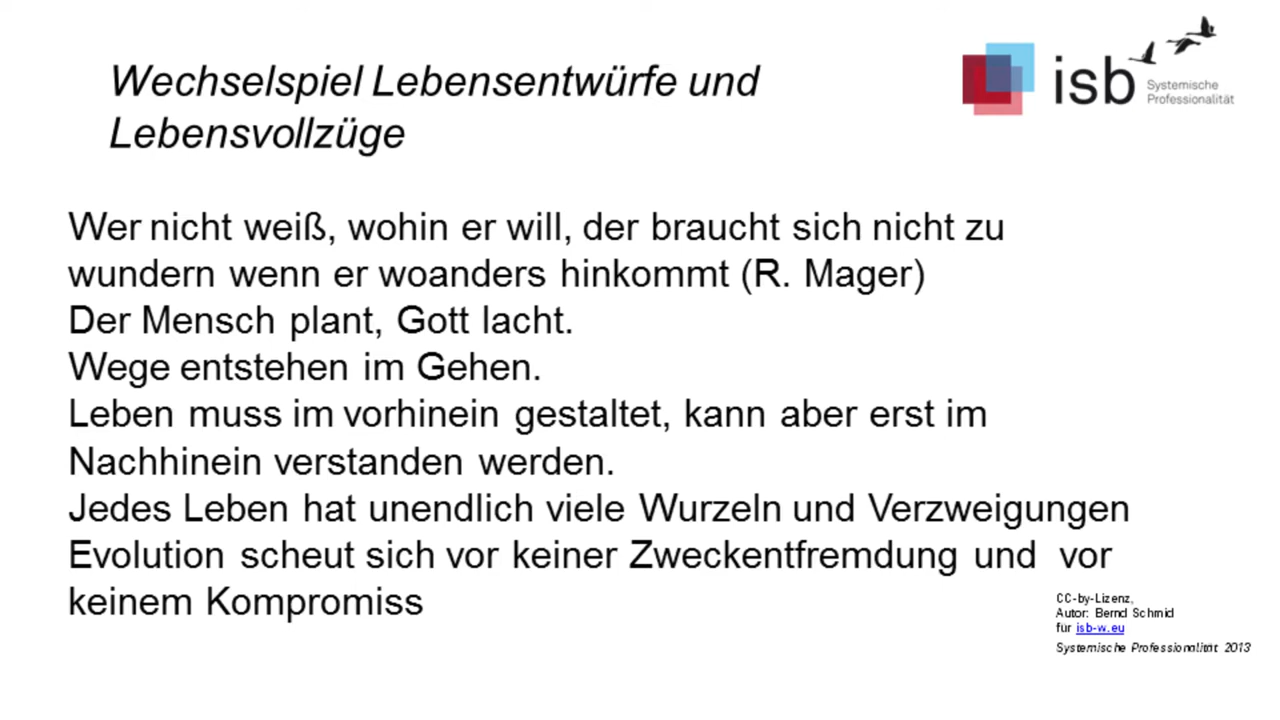 Wechselspiel Lebensentwürfe und
Lebensvollzüge
isb
Systemische
Professionalität
Wer nicht weiß, wohin er will, der braucht sich nicht zu
wundern wenn er woanders hinkommt (R. Mager)
Der Mensch plant, Gott lacht.
Wege entstehen im Gehen.
Leben muss im vorhinein gestaltet, kann aber erst im
Nachhinein verstanden werden.
Jedes Leben hat unendlich viele Wurzeln und Verzweigungen
Evolution scheut sich vor keiner Zweckentfremdung und vor
keinem Kompromiss
CC-by-Lizenz,
Autor: Bernd Schmid
für isb-w.eu
Systemische Professionalität 2013